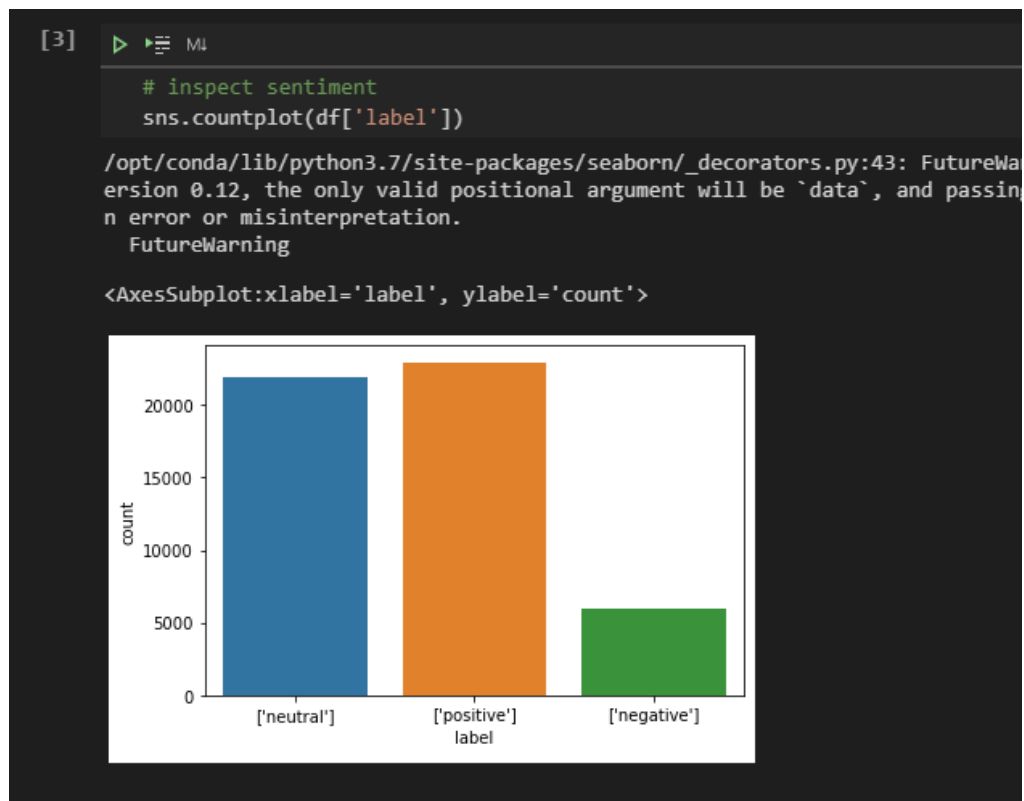 [3]
M↓
# inspect sentiment
sns.countplot(df['label'])
/opt/conda/lib/python3.7/site-packages/seaborn/_decorators.py:43: FutureWar
ersion 0.12, the only valid positional argument will be `data`, and passing
n error or misinterpretation.
FutureWarning
<AxesSubplot:xlabel='label', ylabel='count'>
20000
15000
10000
5000
0
count
['neutral'] ['positive'] ['negative']
label